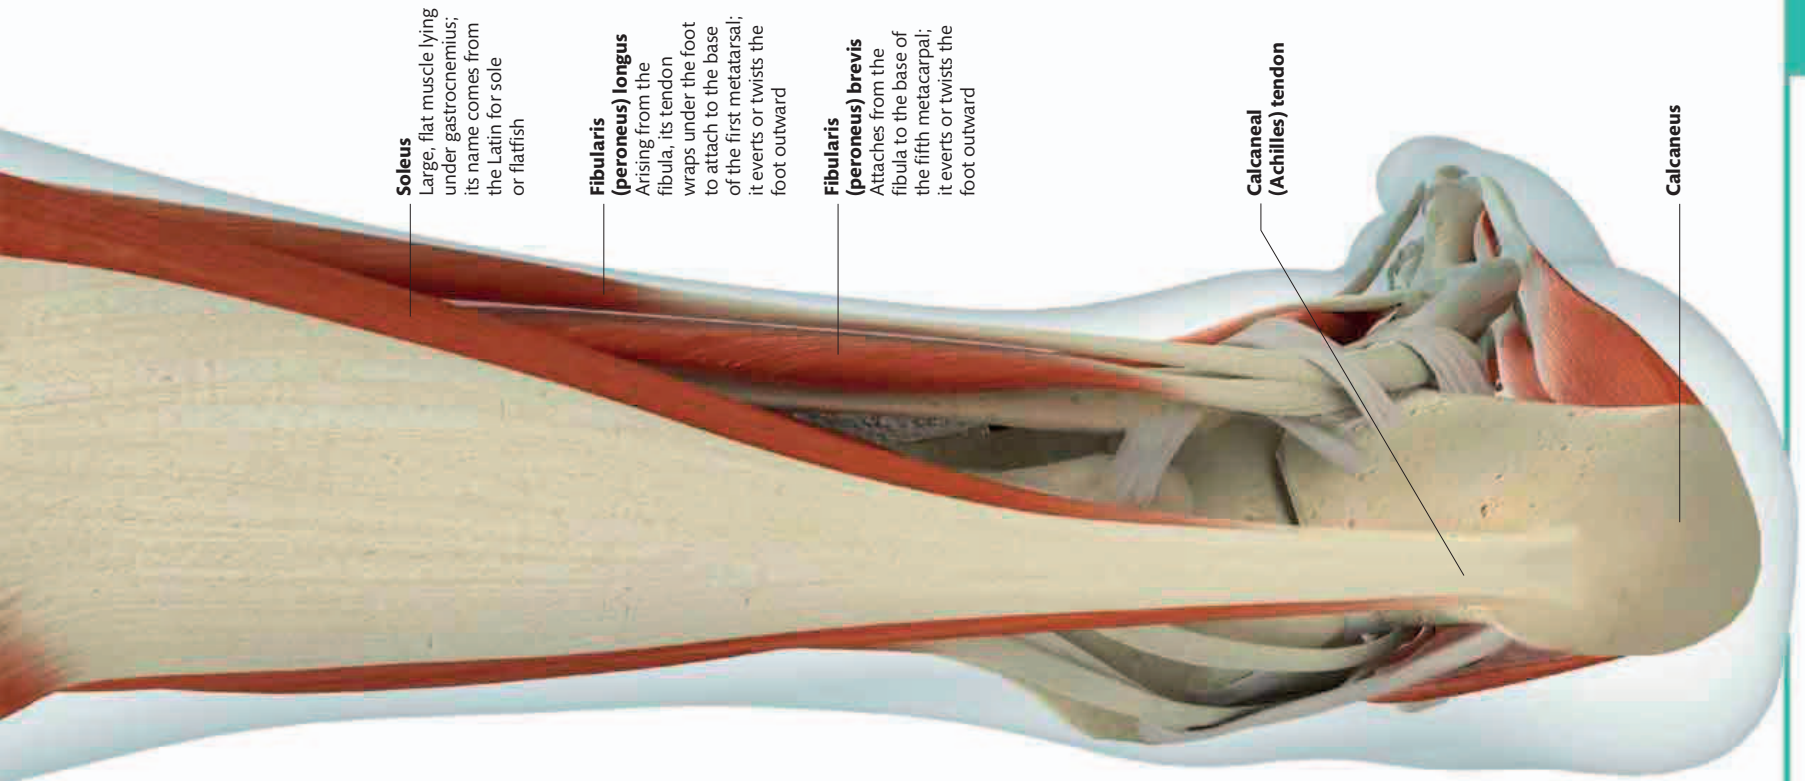 Soleus
Large, flat muscle lying
under gastrocnemius;
its name comes from
the Latin for sole
or flatfish
Fibularis
(peroneus) longus
Arising from the
fibula, its tendon
wraps under the foot
to attach to the base
of the first metatarsal;
it everts or twists the
foot outward
Fibularis
(peroneus) brevis
Attaches from the
fibula to the base of
the fifth metacarpal;
it everts or twists the
foot outward
Calcaneal
(Achilles) tendon
Calcaneus